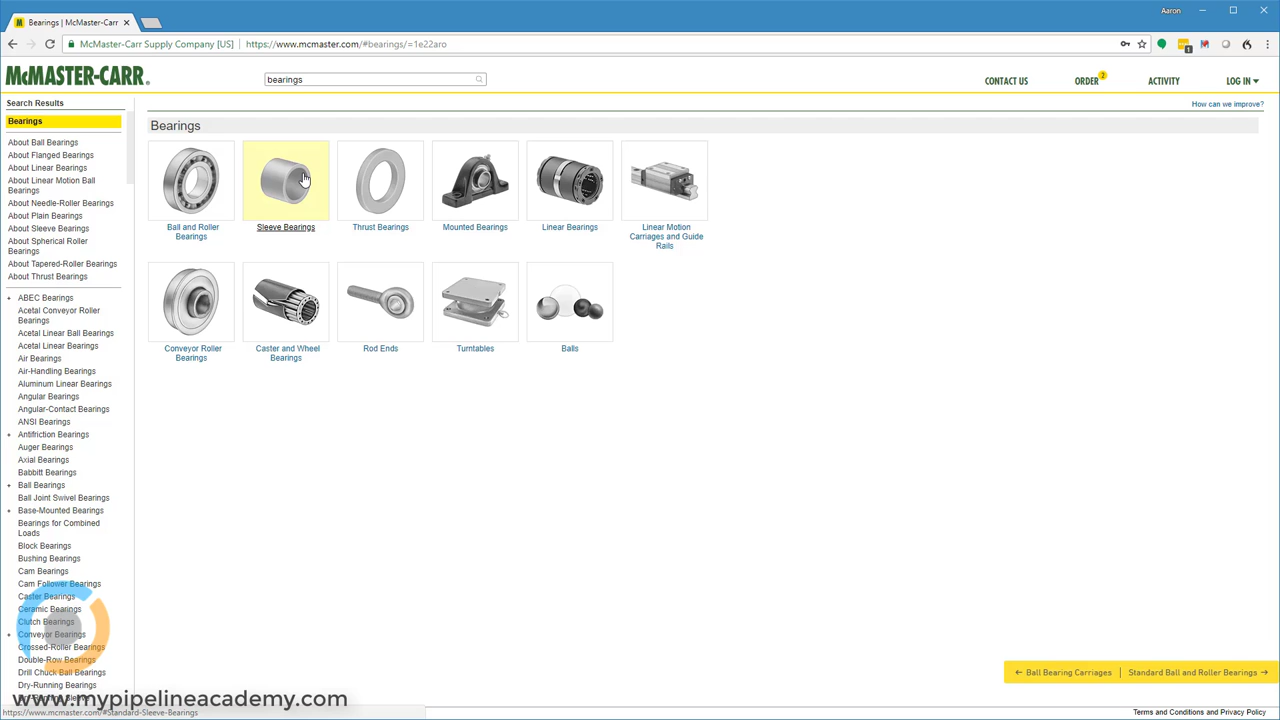 Aaron
Bearings | McMaster-Carr
McMaster-Carr Supply Company [US]
https://www.mcmaster.com/#bearings/=1e22aro
1
McMASTER-CARR.
bearings
CONTACT US
ORDER 2
ACTIVITY
LOG IN
How can we improve?
Search Results
Bearings
About Ball Bearings
About Flanged Bearings
About Linear Bearings
About Linear Motion Ball
Bearings
About Needle-Roller Bearings
About Plain Bearings
About Sleeve Bearings
About Spherical Roller
Bearings
About Tapered-Roller Bearings
About Thrust Bearings
ABEC Bearings
Acetal Conveyor Roller
Bearings
Acetal Linear Ball Bearings
Acetal Linear Bearings
Air Bearings
Air-Handling Bearings
Aluminum Linear Bearings
Angular Bearings
Angular-Contact Bearings
ANSI Bearings
Antifriction Bearings
Auger Bearings
Axial Bearings
Babbitt Bearings
Ball Bearings
Ball Joint Swivel Bearings
Base-Mounted Bearings
Bearings for Combined
Loads
Block Bearings
Bushing Bearings
Cam Bearings
Cam Follower Bearings
Caster Bearings
Ceramic Bearings
Clutch Bearings
Conveyor Bearings
Crossed-Roller Bearings
Double-Row Bearings
Drill Chuck Ball Bearings
Dry-Running Bearings
Bearings
Ball and Roller
Bearings
Sleeve Bearings
Thrust Bearings
Mounted Bearings
Linear Bearings
Linear Motion
Carriages and Guide
Rails
Conveyor Roller
Bearings
Caster and Wheel
Bearings
Rod Ends
Turntables
Balls
← Ball Bearing Carriages | Standard Ball and Roller Bearings →
www.mypipelineacademy.com
https://www.mcmaster.com/#Standard-Sleeve-Bearings
Terms and Conditions and Privacy Policy